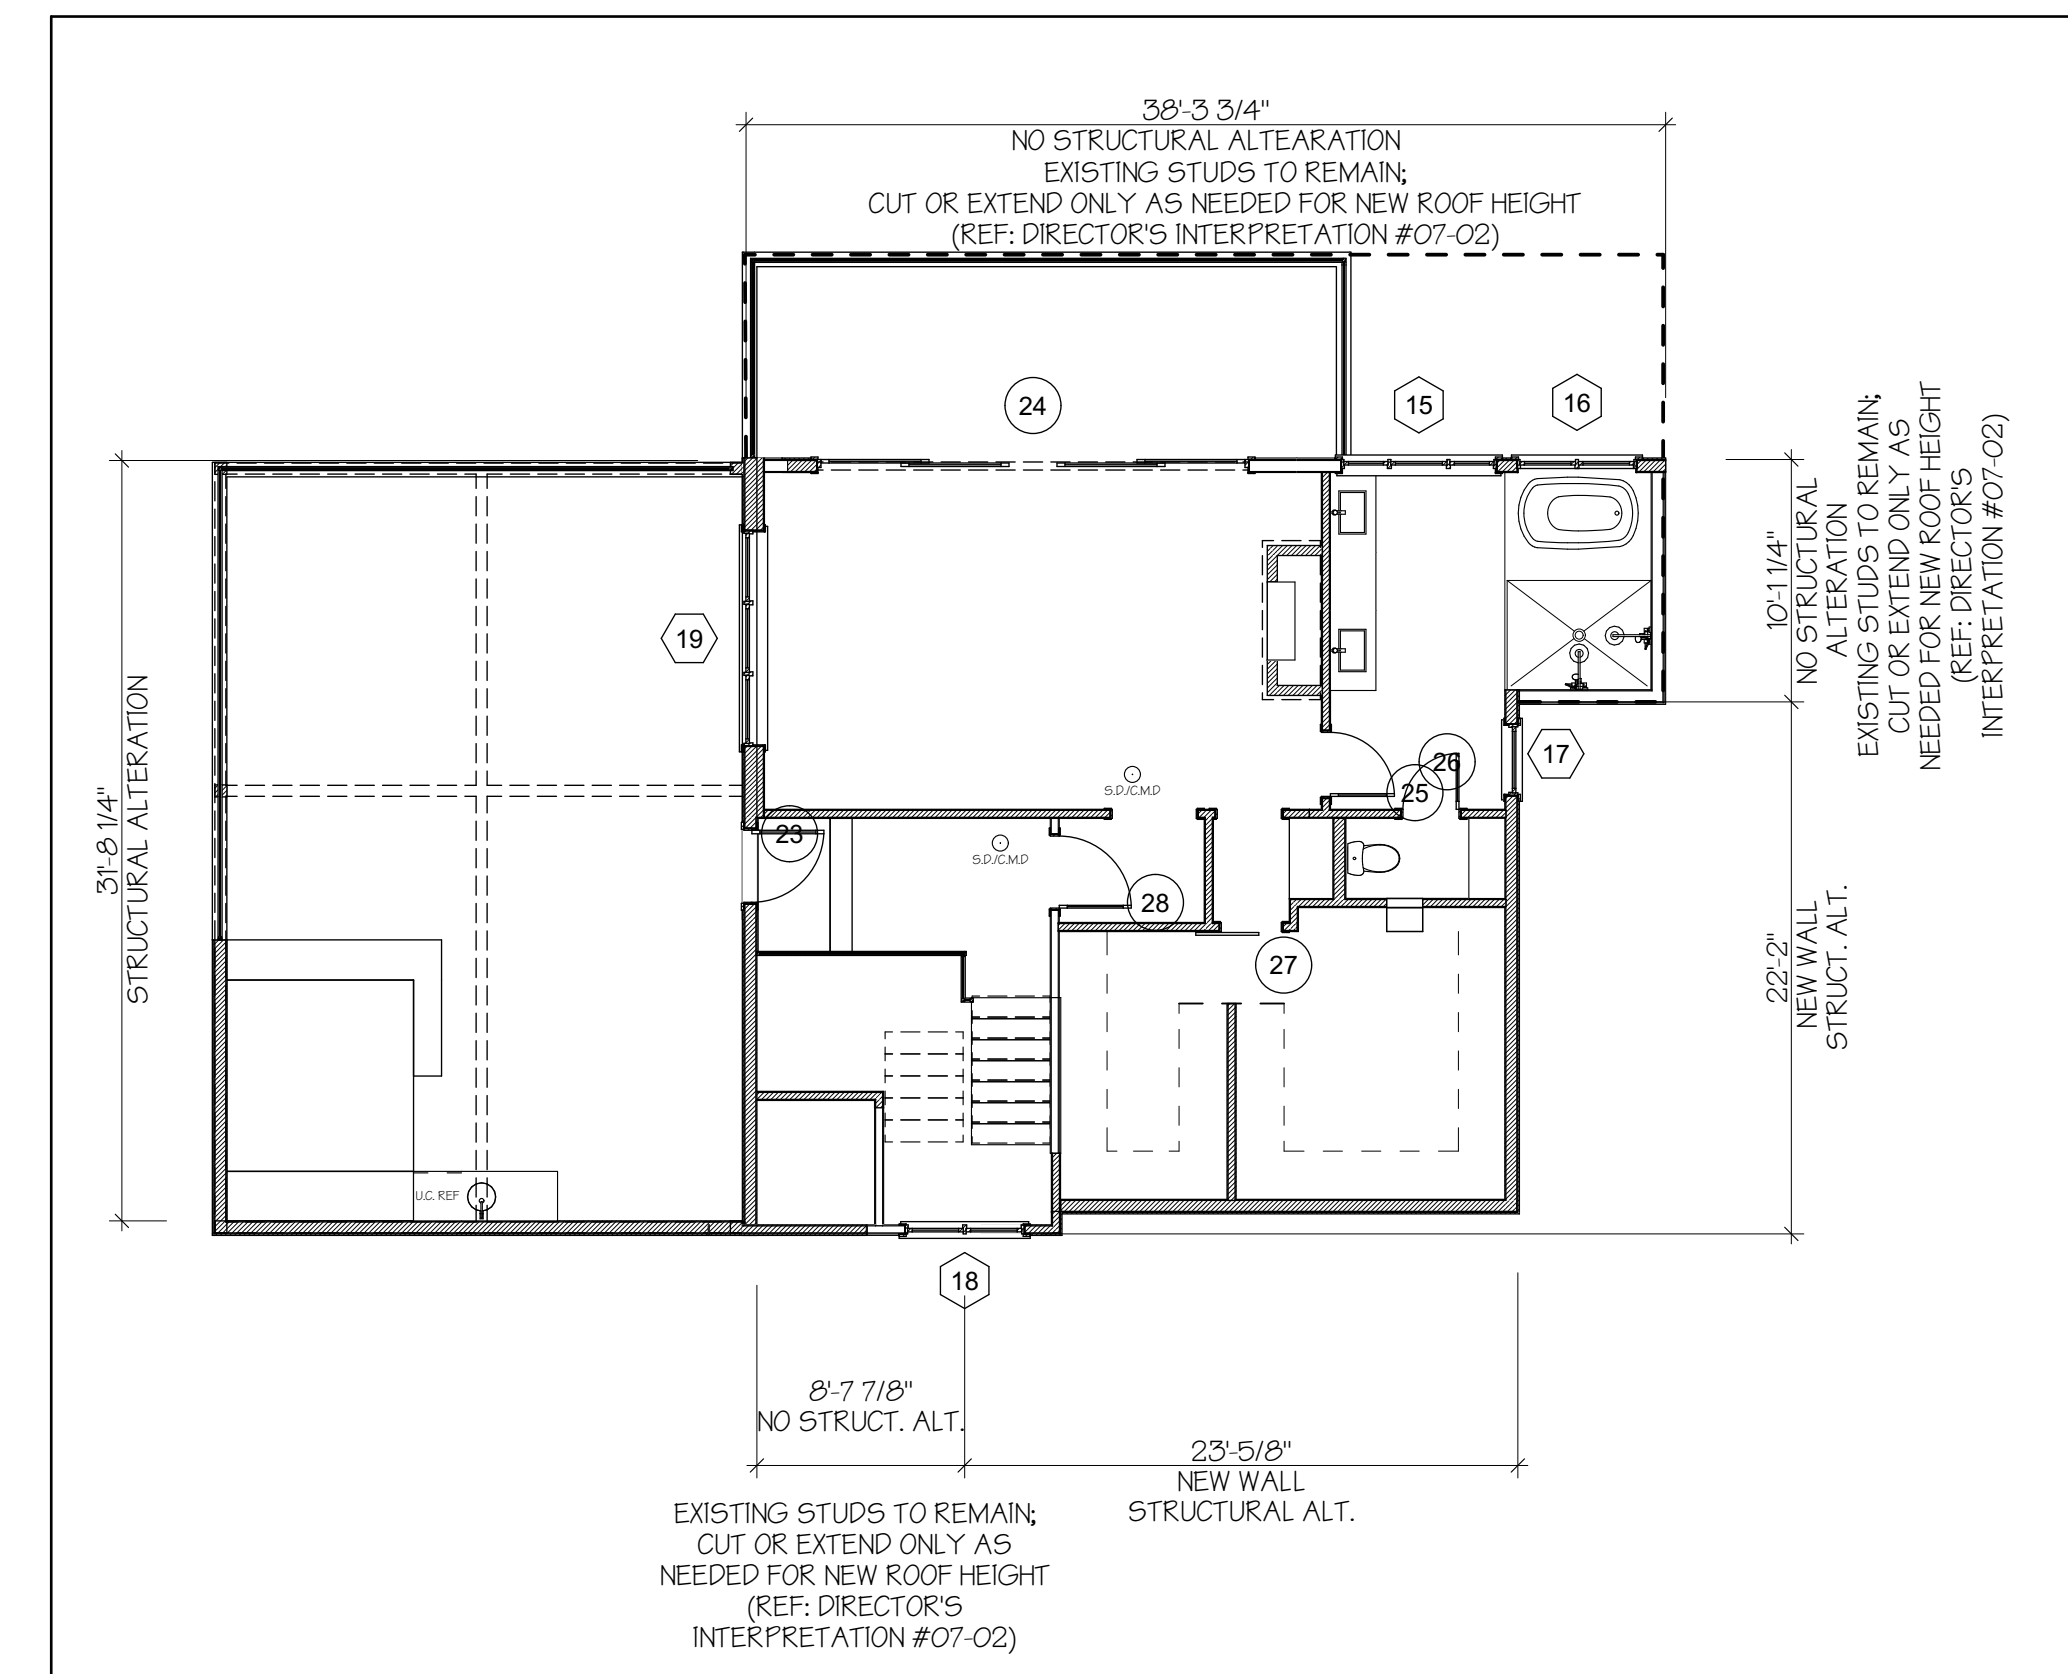 38'-3 3/4"
NO STRUCTURAL ALTEARATION
EXISTING STUDS TO REMAIN;
CUT OR EXTEND ONLY AS NEEDED FOR NEW ROOF HEIGHT
(REF: DIRECTOR'S INTERPRETATION #07-02)
24
15
16
19
31'-8 1/4"
STRUCTURAL ALTERATION
10'-1 1/4"
NO STRUCTURAL
ALTERATION
EXISTING STUDS TO REMAIN;
CUT OR EXTEND ONLY AS
NEEDED FOR NEW ROOF HEIGHT
(REF: DIRECTOR'S
INTERPRETATION #07-02)
17
26
25
S.D./C.M.D
23
S.D./C.M.D
28
27
22'-2"
NEW WALL
STRUCT. ALT.
U.C. REF
18
8'-7 7/8"
NO STRUCT. ALT.
23'-5/8"
NEW WALL
STRUCTURAL ALT.
EXISTING STUDS TO REMAIN;
CUT OR EXTEND ONLY AS
NEEDED FOR NEW ROOF HEIGHT
(REF: DIRECTOR'S
INTERPRETATION #07-02)